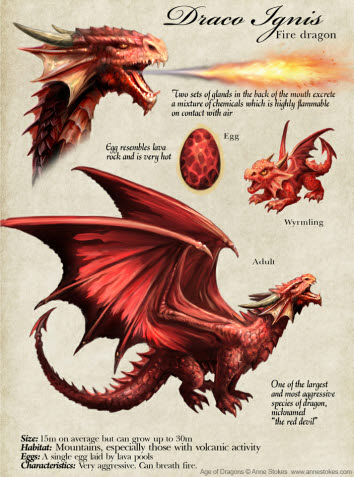 Draco Ignis
Fire dragon
Two sets of glands in the back of the mouth excrete
a mixture of chemicals which is highly flammable
on contact with air
Egg
Egg resembles lava
rock and is very hot
Wyrmling
Adult
One of the largest
and most aggressive
species of dragon,
nicknamed
"the red devil"
Size: 15m on average but can grow up to 30m
Habitat: Mountains, especially those with volcanic activity
Eggs: A single egg laid by lava pools
Characteristics: Very aggressive. Can breath fire.
Age of Dragons © Anne Stokes www.annestokes.com